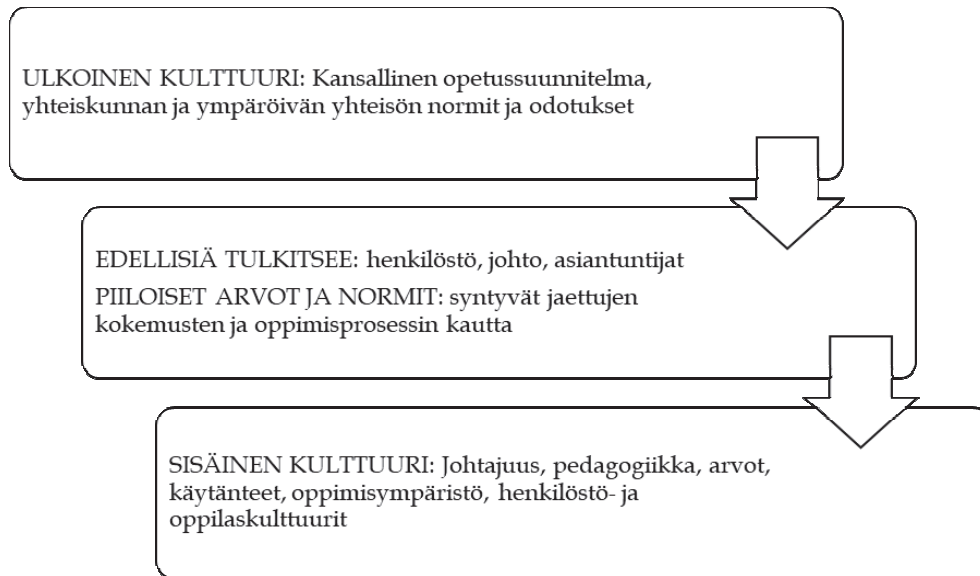 ULKOINEN KULTTUURI: Kansallinen opetussuunnitelma,
yhteiskunnan ja ympäröivän yhteisön normit ja odotukset
EDELLISIÄ TULKITSEE: henkilöstö, johto, asiantuntijat
PIILOISET ARVOT JA NORMIT: syntyvät jaettujen
kokemusten ja oppimisprosessin kautta
SISÄINEN KULTTUURI: Johtajuus, pedagogiikka, arvot,
käytänteet, oppimisympäristö, henkilöstö- ja
oppilaskulttuurit